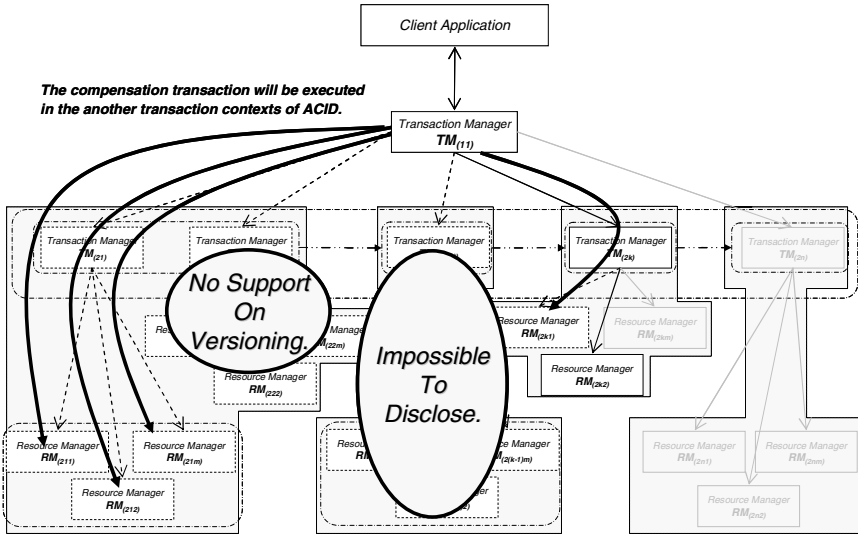 Client Application
The compensation transaction will be executed
in the another transaction contexts of ACID.
Transaction Manager
TM(11)
Transaction Manager
TM(21)
Transaction Manager
Transaction Manager
Transaction Manager
TM(2k)
Transaction Manager
TM(2n)
No Support
On
Versioning.
Manager
RM(22m)
Resource Manager
RM(222)
Impossible
To
Disclose.
Resource Manager
RM(2k1)
Resource Manager
RM(2km)
Resource Manager
RM(2k2)
Resource Manager
RM(211)
Resource Manager
RM(21m)
Resource Manager
RM(212)
Manager
M(2(k-1)m)
Manager
Resource Manager
RM(2n1)
Resource Manager
RM(2nm)
Resource Manager
RM(2n2)